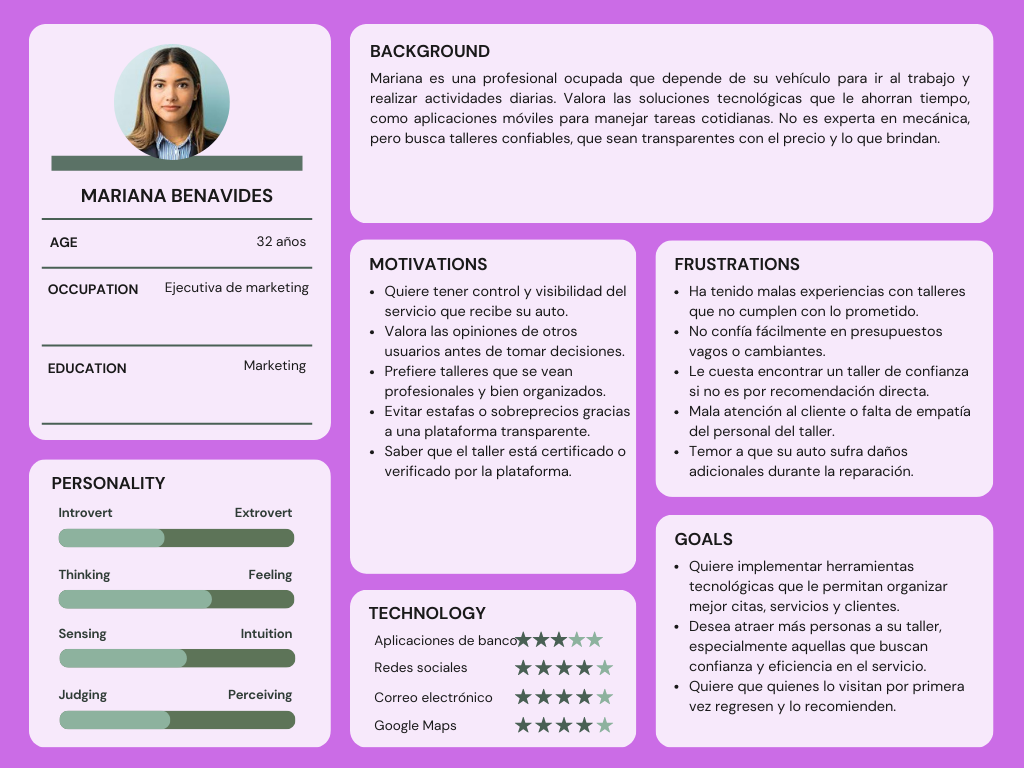 MARIANA BENAVIDES
AGE 32 años
OCCUPATION Ejecutiva de marketing
EDUCATION Marketing
PERSONALITY
Introvert Extrovert
Thinking Feeling
Sensing Intuition
Judging Perceiving
BACKGROUND
Mariana es una profesional ocupada que depende de su vehículo para ir al trabajo y
realizar actividades diarias. Valora las soluciones tecnológicas que le ahorran tiempo,
como aplicaciones móviles para manejar tareas cotidianas. No es experta en mecánica,
pero busca talleres confiables, que sean transparentes con el precio y lo que brindan.
MOTIVATIONS
• Quiere tener control y visibilidad del
servicio que recibe su auto.
• Valora las opiniones de otros
usuarios antes de tomar decisiones.
• Prefiere talleres que se vean
profesionales y bien organizados.
• Evitar estafas o sobreprecios gracias
a una plataforma transparente.
• Saber que el taller está certificado o
verificado por la plataforma.
TECHNOLOGY
Aplicaciones de banco
Redes sociales
Correo electrónico
Google Maps
FRUSTRATIONS
• Ha tenido malas experiencias con talleres
que no cumplen con lo prometido.
• No confía fácilmente en presupuestos
vagos o cambiantes.
• Le cuesta encontrar un taller de confianza
si no es por recomendación directa.
• Mala atención al cliente o falta de empatía
del personal del taller.
• Temor a que su auto sufra daños
adicionales durante la reparación.
GOALS
• Quiere implementar herramientas
tecnológicas que le permitan organizar
mejor citas, servicios y clientes.
• Desea atraer más personas a su taller,
especialmente aquellas que buscan
confianza y eficiencia en el servicio.
• Quiere que quienes lo visitan por primera
vez regresen y lo recomienden.